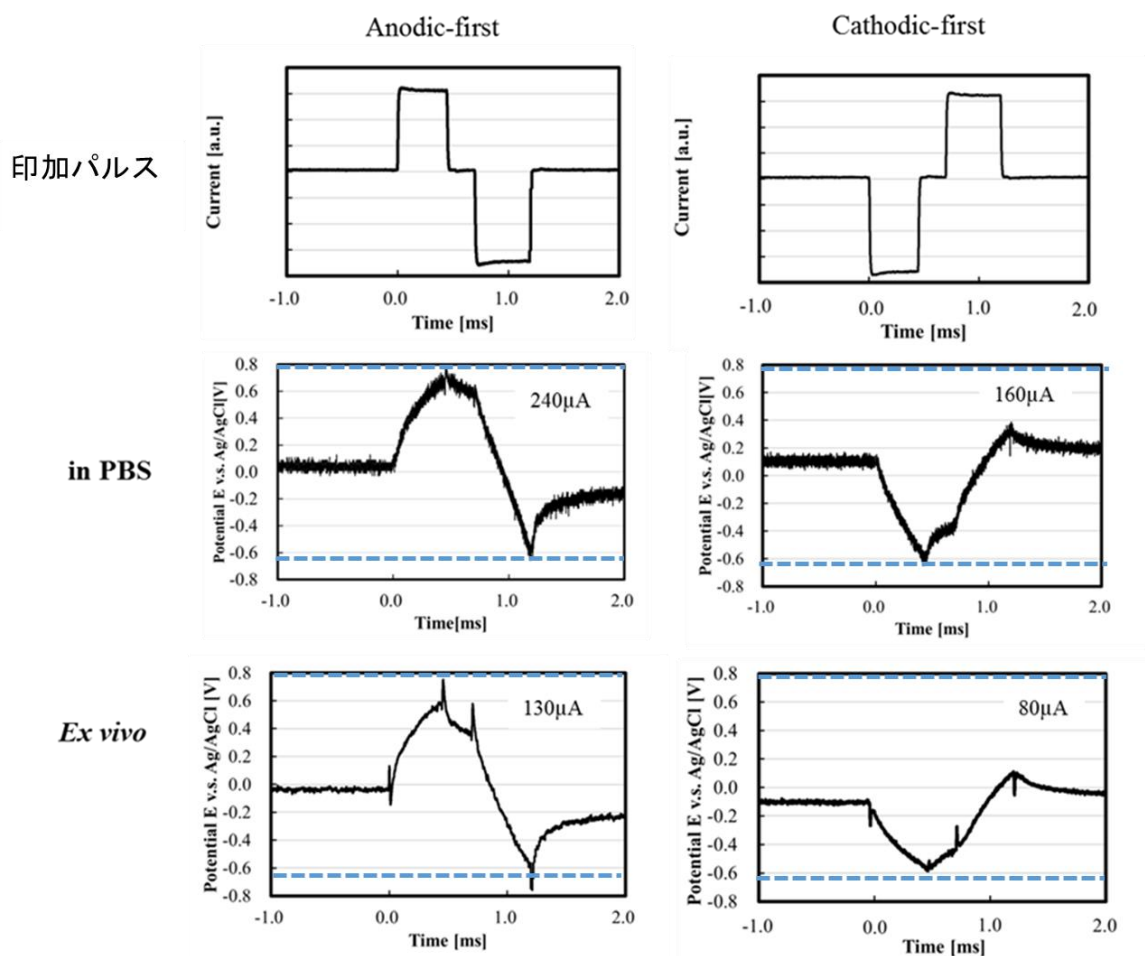 Anodic-first
Cathodic-first
印加パルス
Current [a.u.]
-1.0
0.0
1.0
2.0
Time [ms]
Current [a.u.]
-1.0
0.0
1.0
2.0
Time [ms]
in PBS
Potential E v.s. Ag/AgCl[V]
0.8
0.6
0.4
0.2
0.0
-0.2
-0.4
-0.6
-0.8
240μA
-1.0
0.0
1.0
2.0
Time[ms]
Potential E v.s. Ag/AgCl[V]
0.8
0.6
0.4
0.2
0.0
-0.2
-0.4
-0.6
-0.8
160μA
-1.0
0.0
1.0
2.0
Time [ms]
Ex vivo
Potential E v.s. Ag/AgCl [V]
0.8
0.6
0.4
0.2
0.0
-0.2
-0.4
-0.6
-0.8
130μA
-1.0
0.0
1.0
2.0
Time [ms]
Potential E v.s. Ag/AgCl [V]
0.8
0.6
0.4
0.2
0.0
-0.2
-0.4
-0.6
-0.8
80μA
-1.0
0.0
1.0
2.0
Time [ms]